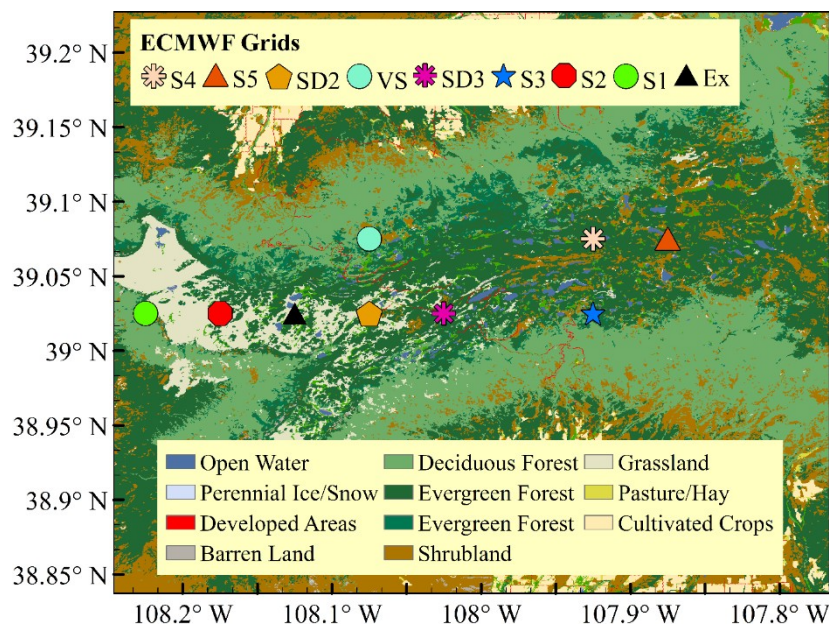 ECMWF Grids
S4 S5 SD2 VS SD3 S3 S2 S1 Ex
39.2° N
39.15° N
39.1° N
39.05° N
39° N
38.95° N
38.9° N
38.85° N
Open Water Deciduous Forest Grassland
Perennial Ice/Snow Evergreen Forest Pasture/Hay
Developed Areas Evergreen Forest Cultivated Crops
Barren Land Shrubland
108.2° W 108.1° W 108° W 107.9° W 107.8° W